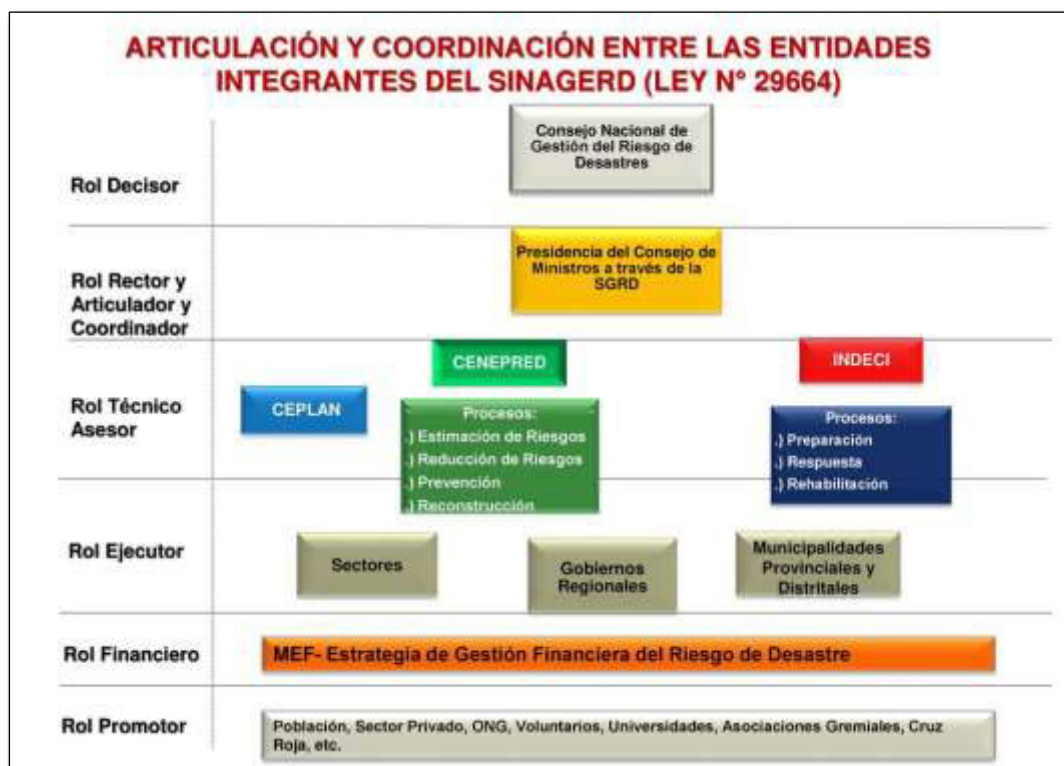 ARTICULACIÓN Y COORDINACIÓN ENTRE LAS ENTIDADES
INTEGRANTES DEL SINAGERD (LEY N° 29664)
Consejo Nacional de
Gestión del Riesgo de
Desastres
Rol Decisor
Presidencia del Consejo de
Ministros a través de la
SGRD
Rol Rector y
Articulador y
Coordinador
CENEPRED
INDECI
CEPLAN
Rol Técnico
Asesor
Procesos:
.) Estimación de Riesgos
.) Reducción de Riesgos
.) Prevención
.) Reconstrucción
Procesos:
.) Preparación
.) Respuesta
.) Rehabilitación
Rol Ejecutor
Sectores
Gobiernos
Regionales
Municipalidades
Provinciales y
Distritales
Rol Financiero
MEF- Estrategia de Gestión Financiera del Riesgo de Desastre
Rol Promotor
Población, Sector Privado, ONG, Voluntarios, Universidades, Asociaciones Gremiales, Cruz
Roja, etc.